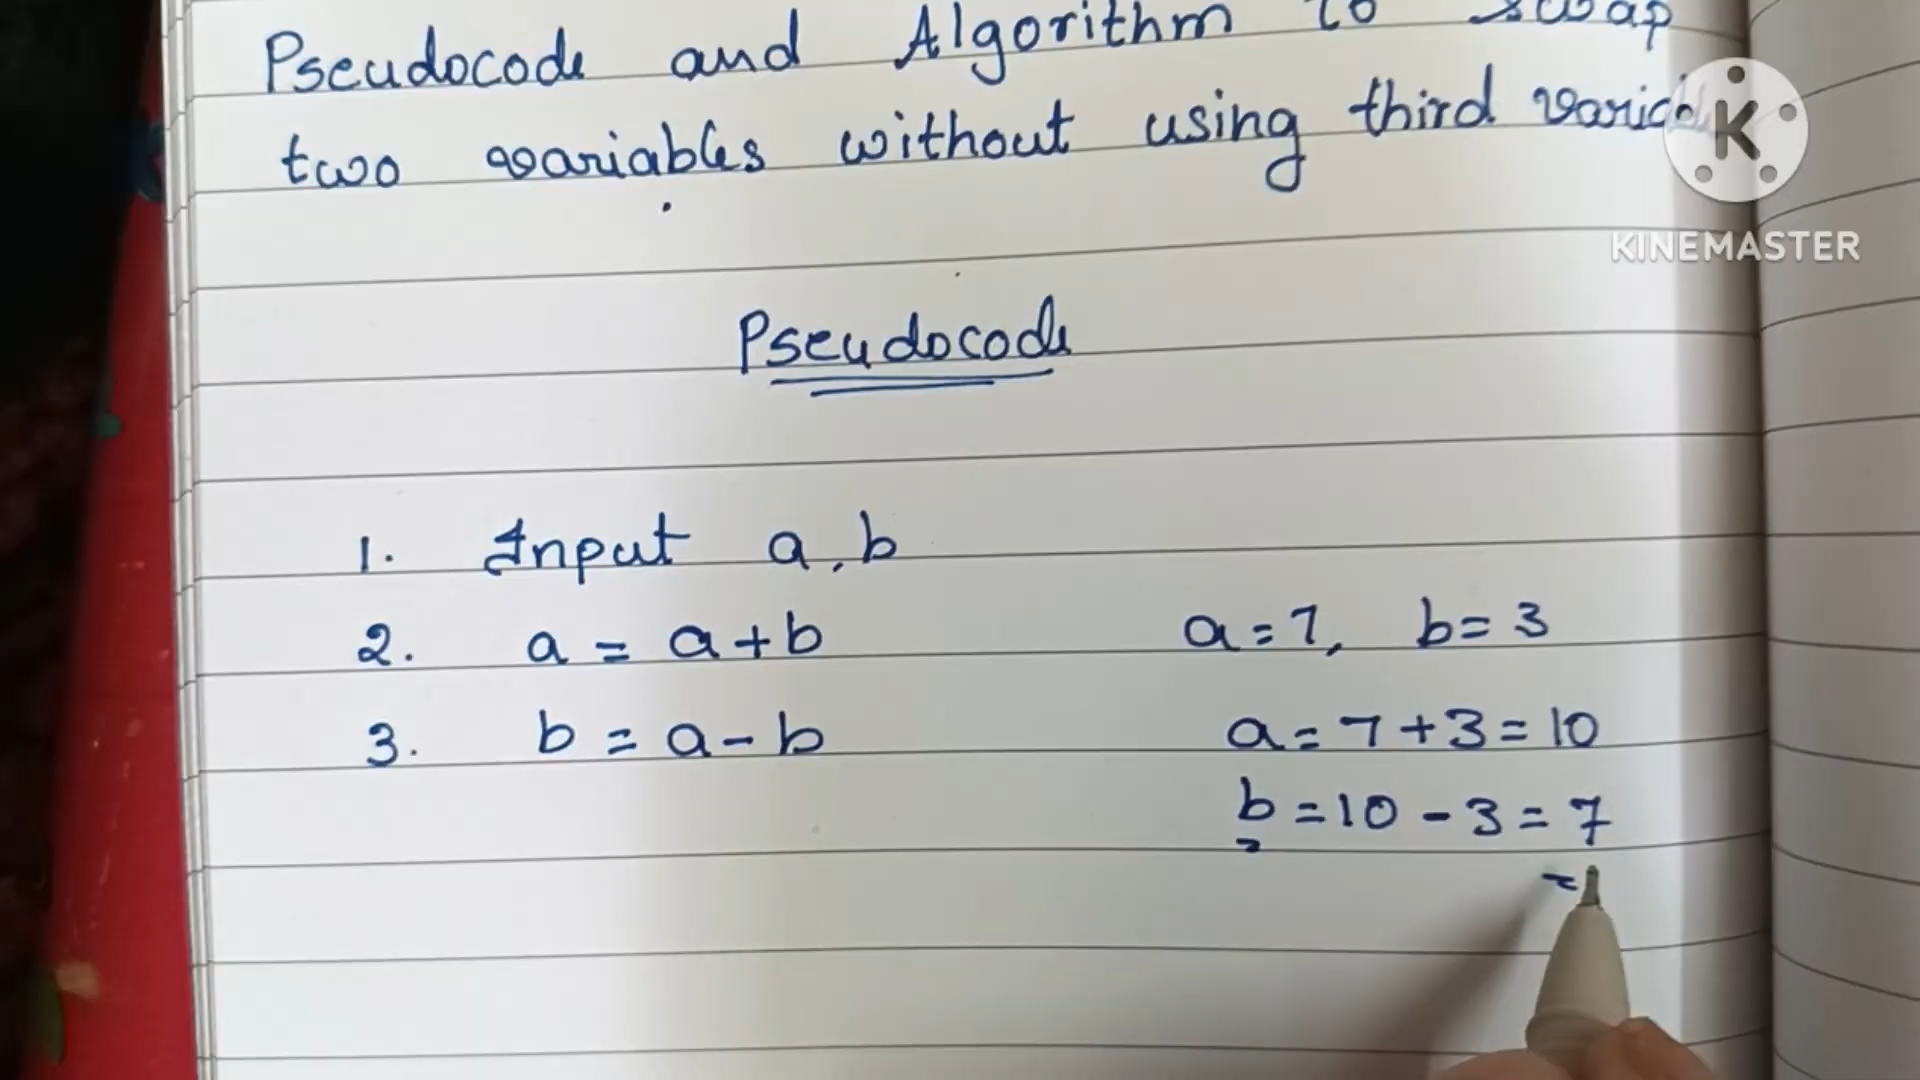 Pseudocode and Algorithm to swap
two variables without using third
K
KINEMASTER
Pseudocode
1. Input a, b
2. a = a+b
a=7, b=3
3. b = a-b
a=7+3=10
b=10-3=7